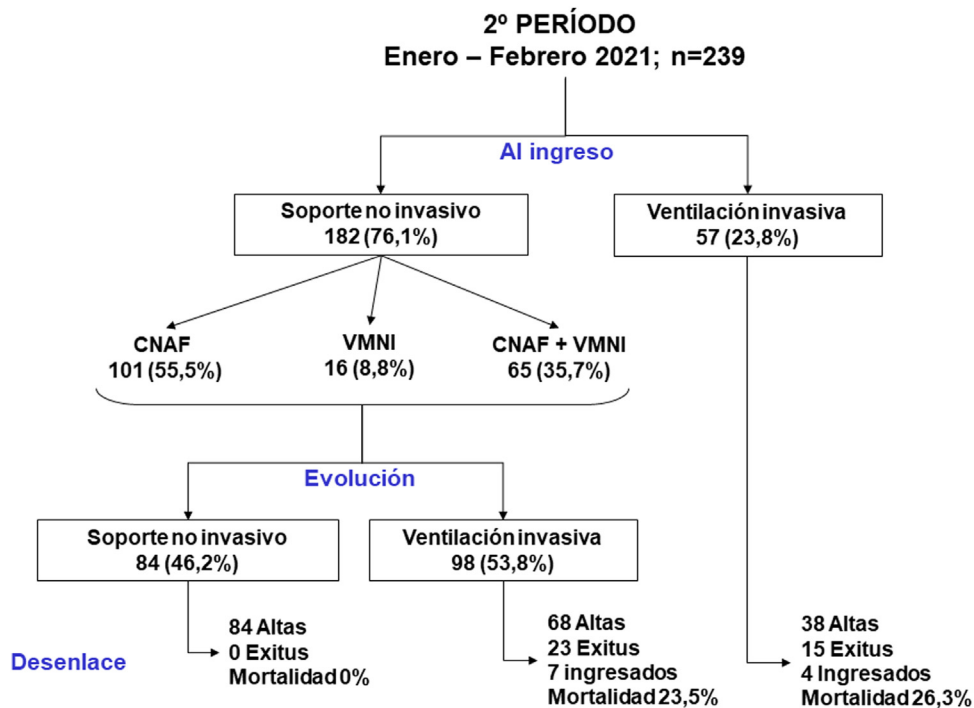 2º PERÍODO
Enero – Febrero 2021; n=239
Al ingreso
Soporte no invasivo
182 (76,1%)
Ventilación invasiva
57 (23,8%)
CNAF
101 (55,5%)
VMNI
16 (8,8%)
CNAF + VMNI
65 (35,7%)
Evolución
Soporte no invasivo
84 (46,2%)
Ventilación invasiva
98 (53,8%)
Desenlace
84 Altas
0 Exitus
Mortalidad 0%
68 Altas
23 Exitus
7 ingresados
Mortalidad 23,5%
38 Altas
15 Exitus
4 Ingresados
Mortalidad 26,3%